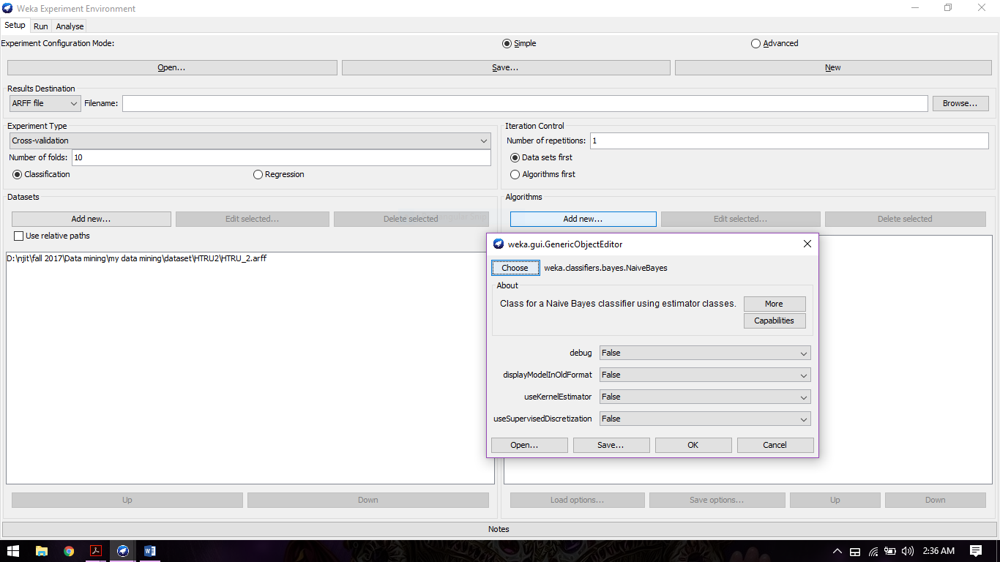 Weka Experiment Environment
Setup Run Analyse
Experiment Configuration Mode: Simple Advanced
Open... Save... New
Results Destination
ARFF file Filename: Browse...
Experiment Type Iteration Control
Cross-validation Number of repetitions: 1
Number of folds: 10 Data sets first
Classification Regression Algorithms first
Datasets Algorithms
Add new... Edit selected... Delete selected Add new... Edit selected... Delete selected
Use relative paths
D:\njit\fall 2017\Data mining\my data mining\dataset\HTRU2\HTRU_2.arff
weka.gui.GenericObjectEditor
Choose weka.classifiers.bayes.NaiveBayes
About
Class for a Naive Bayes classifier using estimator classes. More
Capabilities
debug False
displayModelInOldFormat False
useKernelEstimator False
useSupervisedDiscretization False
Open... Save... OK Cancel
Up Down Load options... Save options... Up Down
Notes
2:36 AM